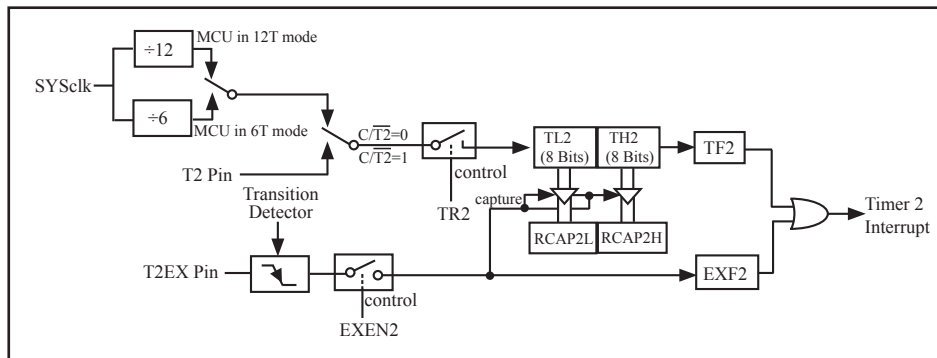 MCU in 12T mode
÷12
SYSclk
÷6
MCU in 6T mode
C/T2=0
C/T2=1
T2 Pin
control
TR2
TL2
(8 Bits)
TH2
(8 Bits)
TF2
capture
RCAP2L
RCAP2H
Timer 2
Interrupt
Transition
Detector
T2EX Pin
control
EXEN2
EXF2